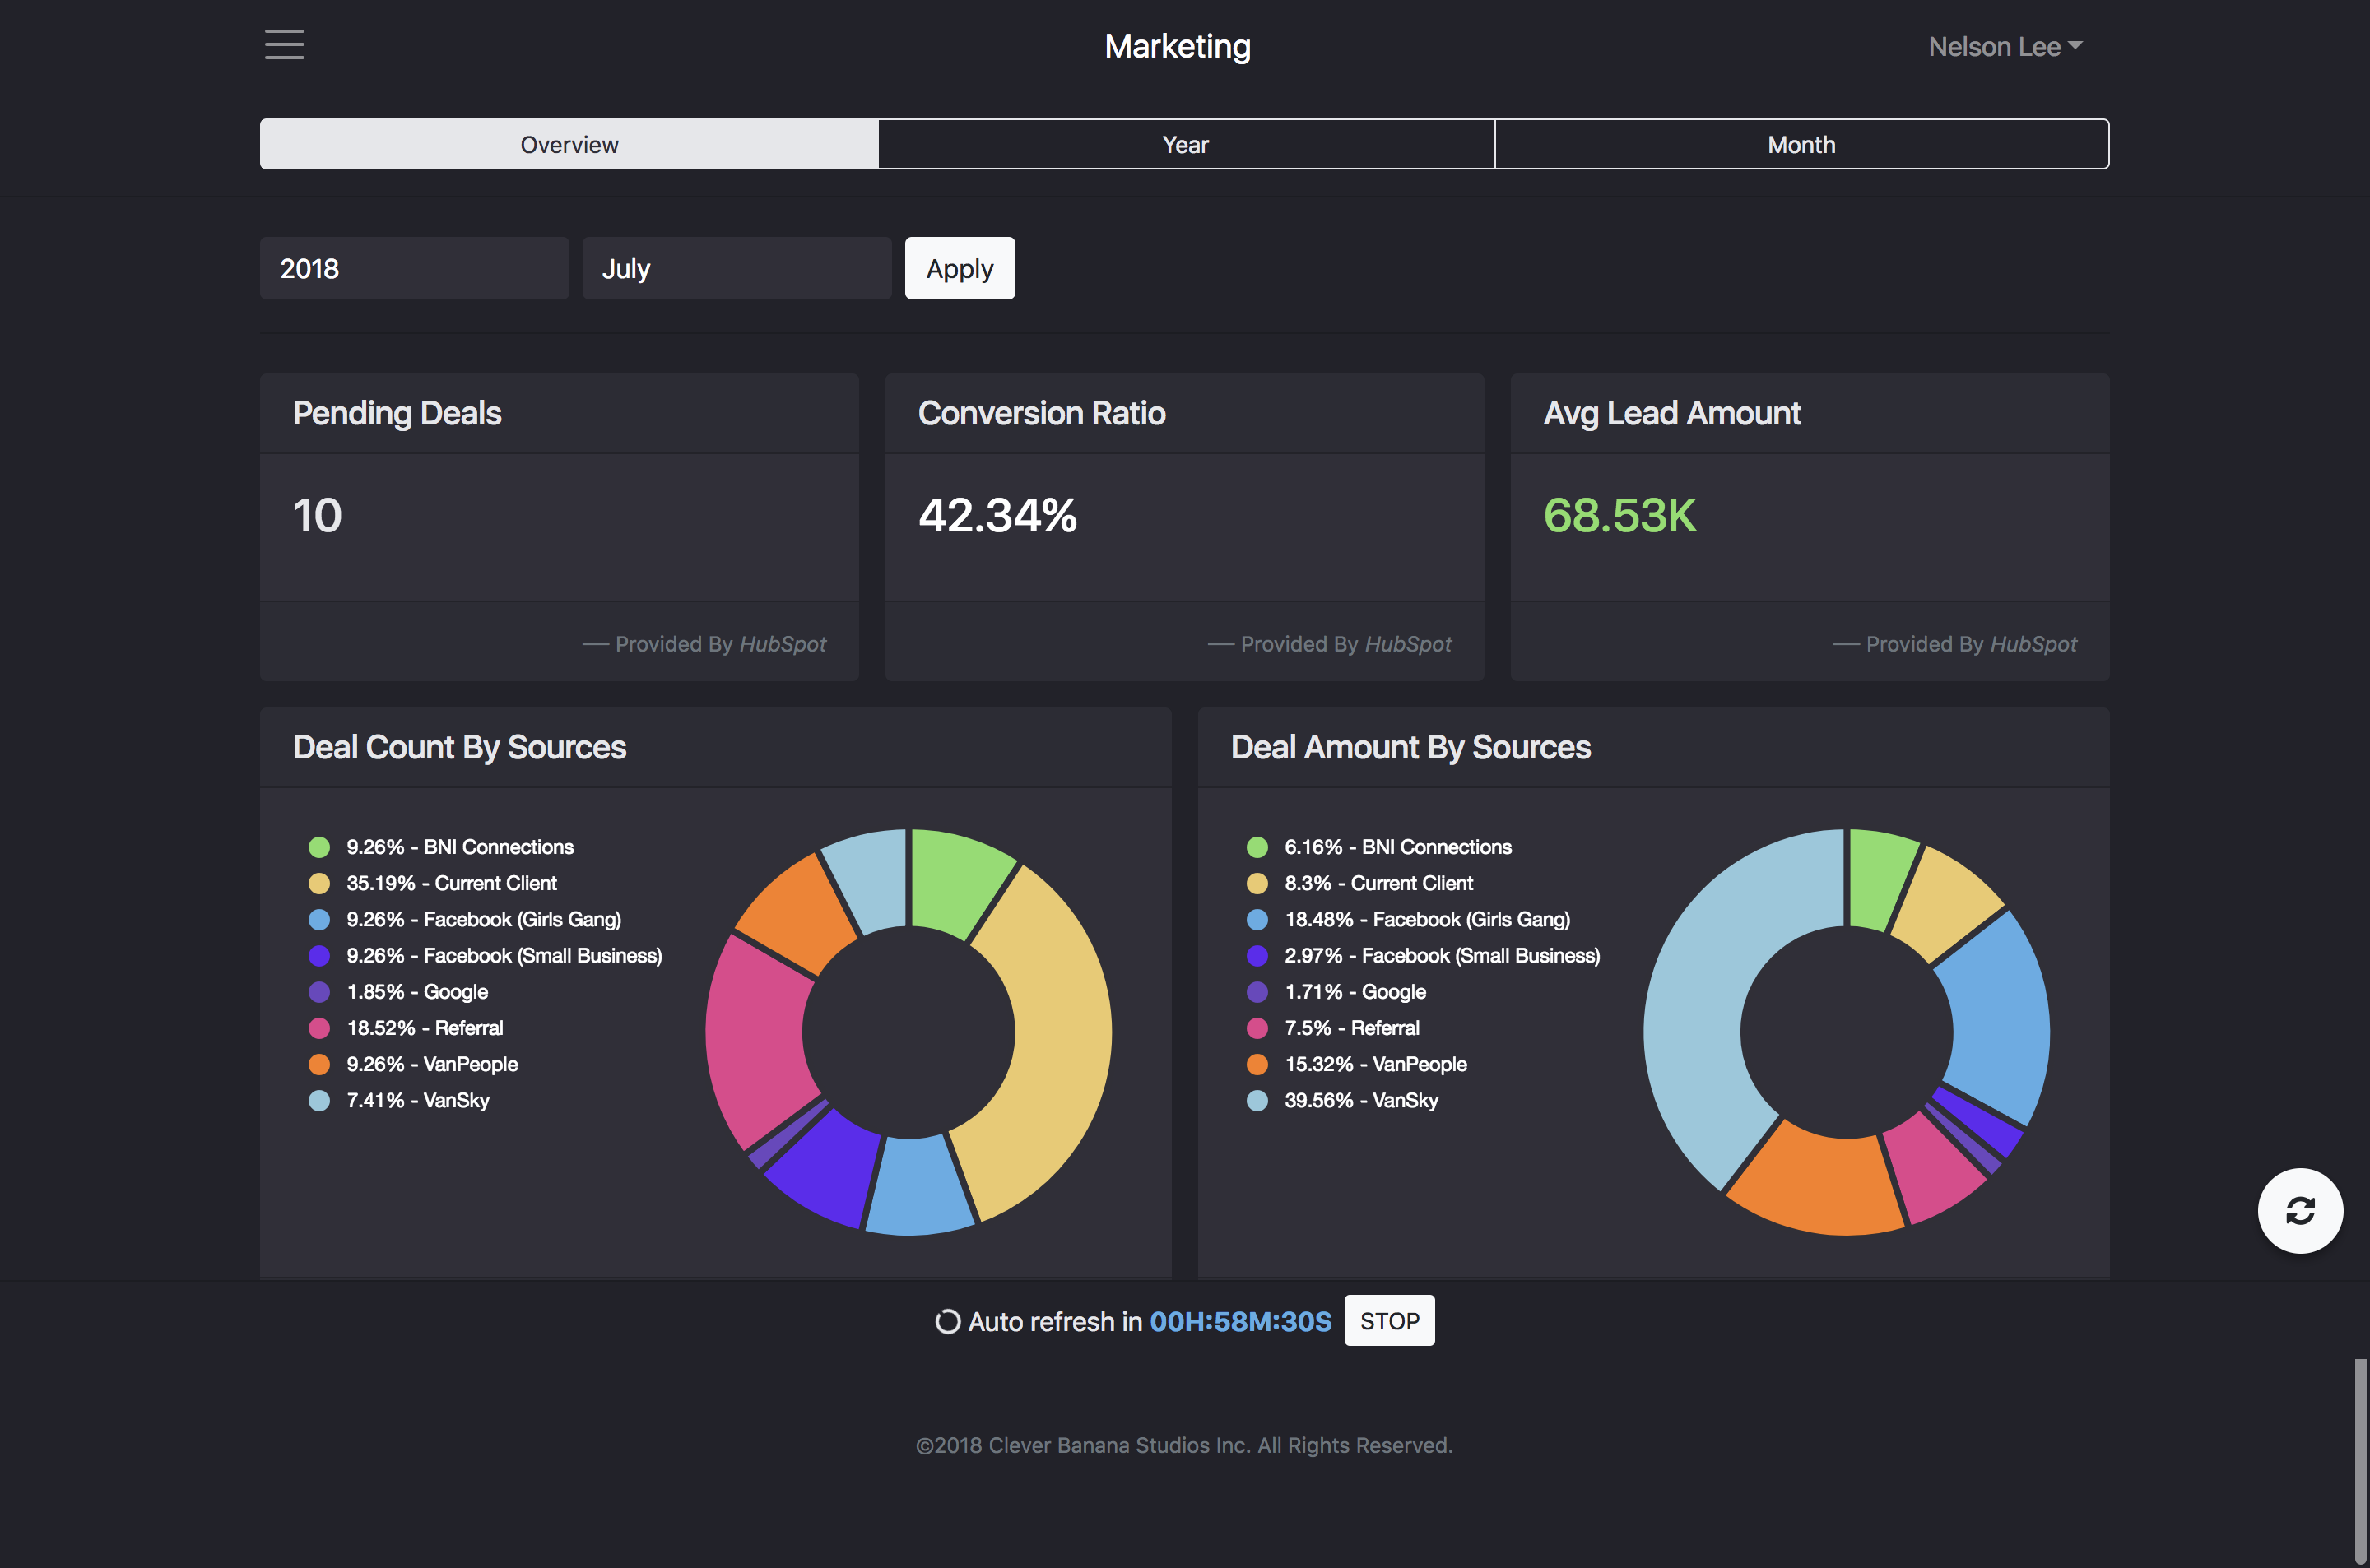 Marketing
Nelson Lee
Overview
Year
Month
2018
July
Apply
Pending Deals
10
— Provided By HubSpot
Conversion Ratio
42.34%
— Provided By HubSpot
Avg Lead Amount
68.53K
— Provided By HubSpot
Deal Count By Sources
9.26% - BNI Connections
35.19% - Current Client
9.26% - Facebook (Girls Gang)
9.26% - Facebook (Small Business)
1.85% - Google
18.52% - Referral
9.26% - VanPeople
7.41% - VanSky
Deal Amount By Sources
6.16% - BNI Connections
8.3% - Current Client
18.48% - Facebook (Girls Gang)
2.97% - Facebook (Small Business)
1.71% - Google
7.5% - Referral
15.32% - VanPeople
39.56% - VanSky
Auto refresh in 00H:58M:30S STOP
©2018 Clever Banana Studios Inc. All Rights Reserved.